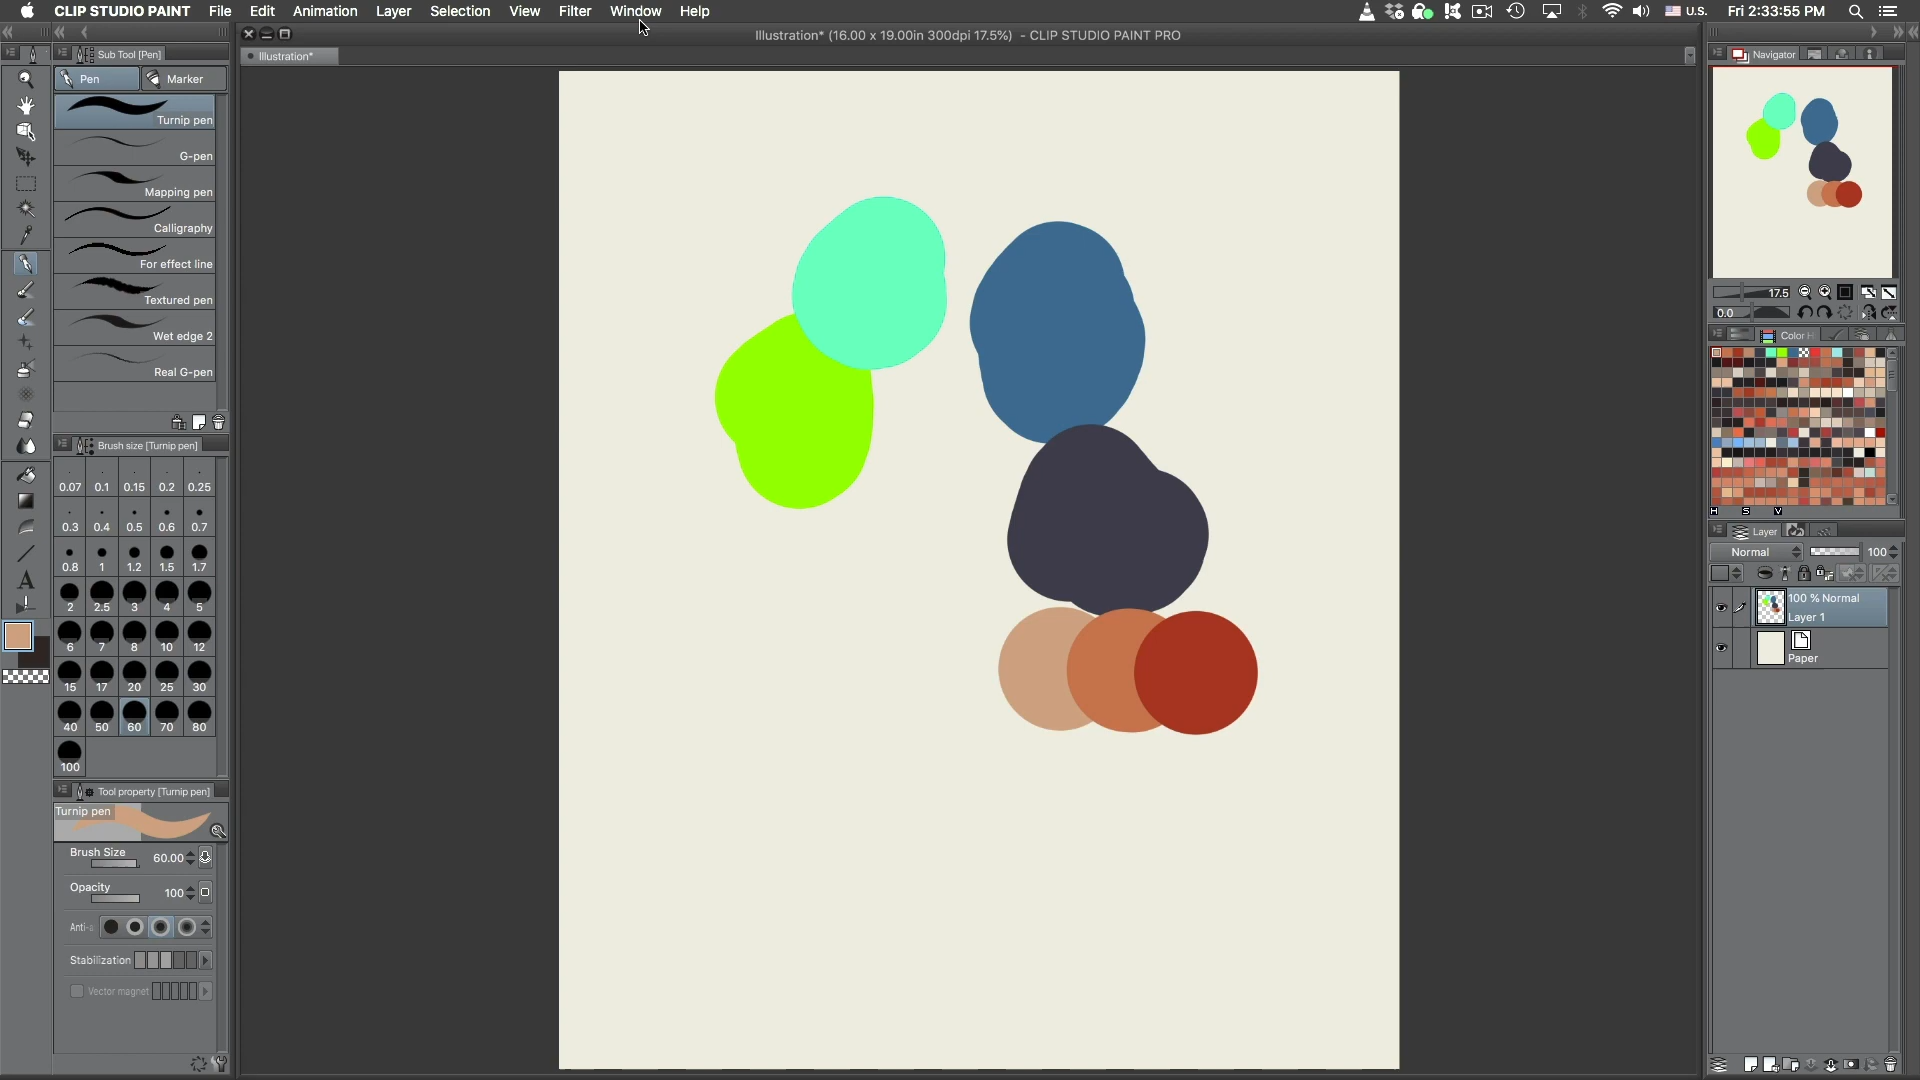 CLIP STUDIO PAINT File Edit Animation Layer Selection View Filter Window Help U.S. Fri 2:33:55 PM
Illustration* (16.00 x 19.00in 300dpi 17.5%) - CLIP STUDIO PAINT PRO
Illustration*
Sub Tool [Pen]
Pen Marker
Turnip pen
G-pen
Mapping pen
Calligraphy
For effect line
Textured pen
Wet edge 2
Real G-pen
Brush size [Turnip pen]
0.07 0.1 0.15 0.2 0.25
0.3 0.4 0.5 0.6 0.7
0.8 1 1.2 1.5 1.7
2 2.5 3 4 5
6 7 8 10 12
15 17 20 25 30
40 50 60 70 80
100
Tool property [Turnip pen]
Turnip pen
Brush Size 60.00
Opacity 100
Anti-a
Stabilization
Vector magnet
Navigator
17.5
0.0
Color H
H S V
Layer
Normal 100
100 % Normal
Layer 1
Paper